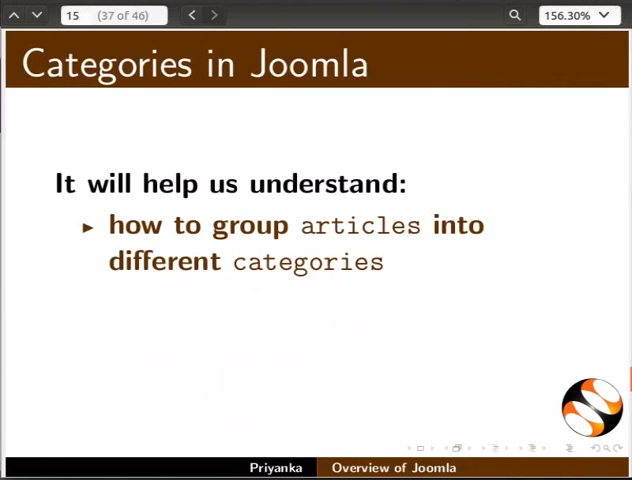 15 (37 of 46) 156.30%
Categories in Joomla
It will help us understand:
how to group articles into
different categories
Priyanka Overview of Joomla